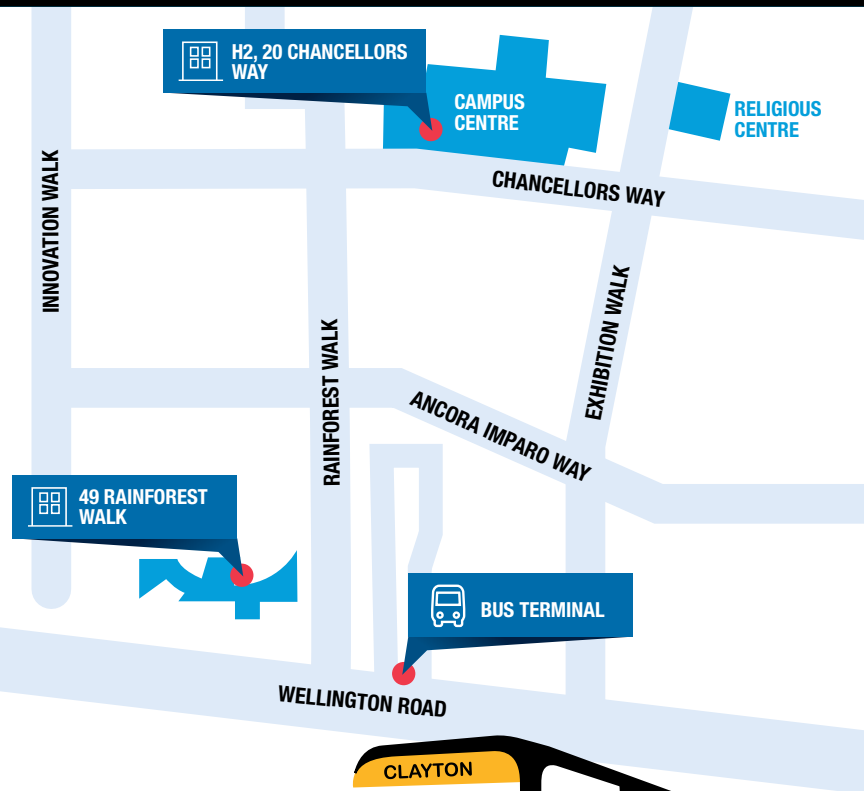 H2, 20 CHANCELLORS
WAY
CAMPUS
CENTRE
RELIGIOUS
CENTRE
CHANCELLORS WAY
INNOVATION WALK
RAINFOREST WALK
EXHIBITION WALK
ANCORA IMPARO WAY
49 RAINFOREST
WALK
BUS TERMINAL
WELLINGTON ROAD
CLAYTON